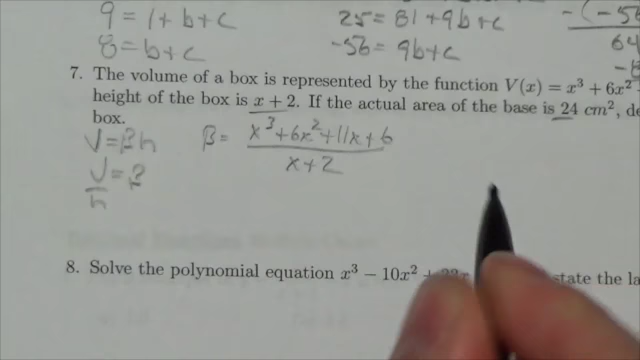 9 = 1 + b + c
25 = 81 + 9b + c
8 = b + c
-56 = 9b + c
-(-56
64
7. The volume of a box is represented by the function V(x) = x³ + 6x²
height of the box is x + 2. If the actual area of the base is 24 cm², de
box.
V = Bh
B = x³ + 6x² + 11x + 6 / x + 2
V/h = B
8. Solve the polynomial equation x³ − 10x² + state the la